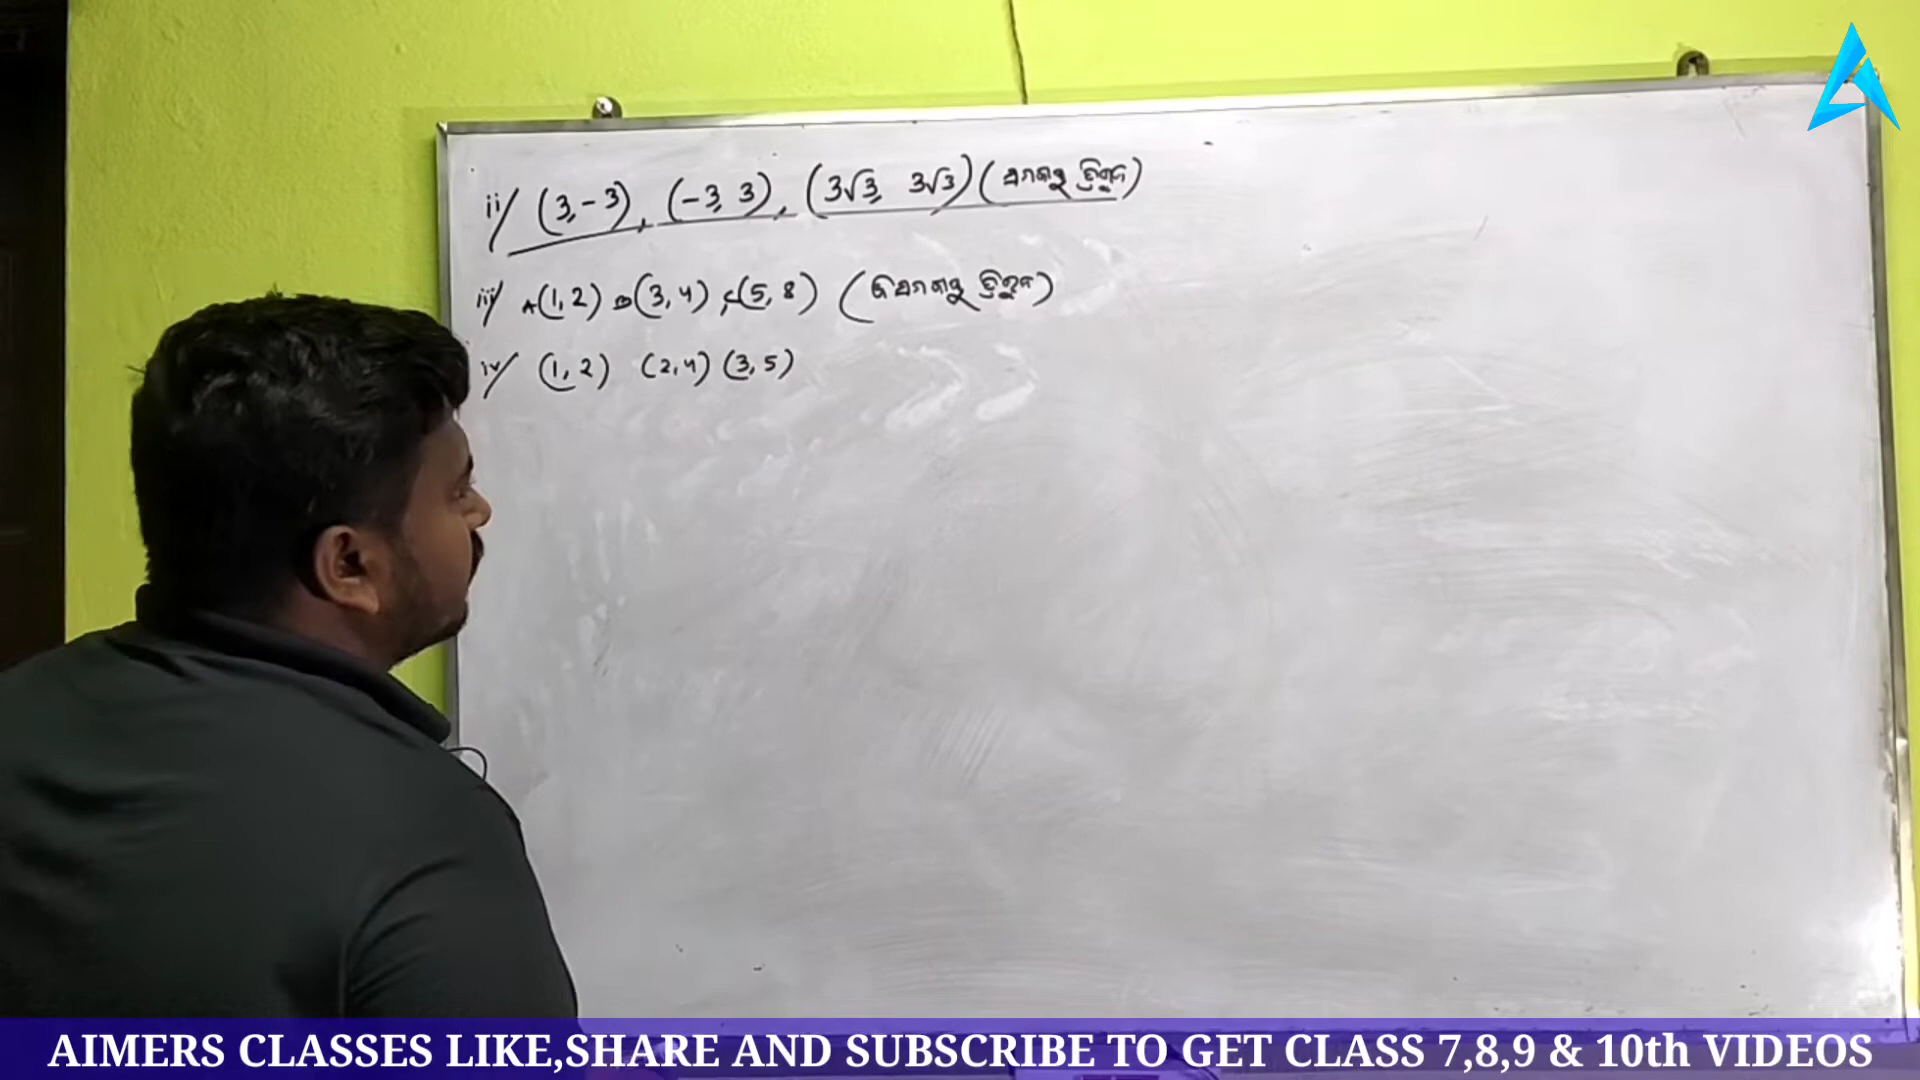 ii/ (3,-3), (-3, 3), (3√3, 3√3) (ସମବାହୁ ତ୍ରିଭୁଜ)
iii/ A(1,2) B(3,4), C(5,8) (ବିଷମବାହୁ ତ୍ରିଭୁଜ)
iv/ (1,2) (2,4) (3,5)
AIMERS CLASSES LIKE,SHARE AND SUBSCRIBE TO GET CLASS 7,8,9 & 10th VIDEOS